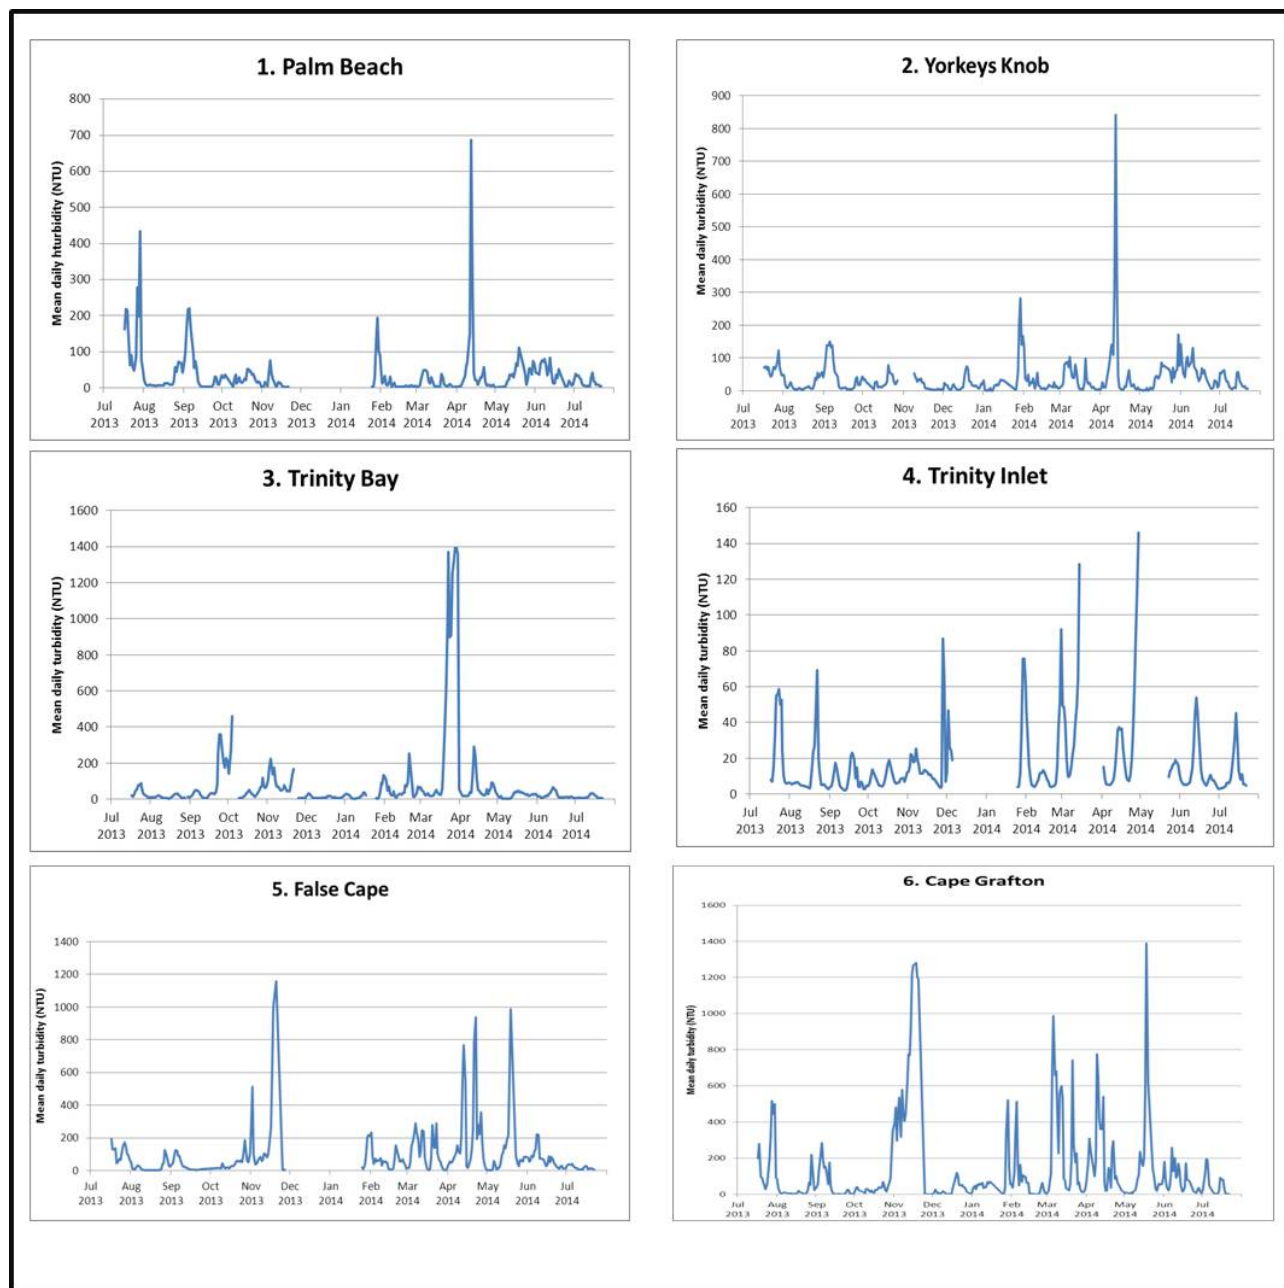 1. Palm Beach
Mean daily hturbidity (NTU)
800
700
600
500
400
300
200
100
0
Jul Aug Sep Oct Nov Dec Jan Feb Mar Apr May Jun Jul
2013 2013 2013 2013 2013 2013 2014 2014 2014 2014 2014 2014 2014
2. Yorkeys Knob
Mean daily turbidity (NTU)
900
800
700
600
500
400
300
200
100
0
Jul Aug Sep Oct Nov Dec Jan Feb Mar Apr May Jun Jul
2013 2013 2013 2013 2013 2013 2014 2014 2014 2014 2014 2014 2014
3. Trinity Bay
Mean daily turbidity (NTU)
1600
1400
1200
1000
800
600
400
200
0
Jul Aug Sep Oct Nov Dec Jan Feb Mar Apr May Jun Jul
2013 2013 2013 2013 2013 2013 2014 2014 2014 2014 2014 2014 2014
4. Trinity Inlet
Mean daily turbidity (NTU)
160
140
120
100
80
60
40
20
0
Jul Aug Sep Oct Nov Dec Jan Feb Mar Apr May Jun Jul
2013 2013 2013 2013 2013 2013 2014 2014 2014 2014 2014 2014 2014
5. False Cape
Mean daily turbidity (NTU)
1400
1200
1000
800
600
400
200
0
Jul Aug Sep Oct Nov Dec Jan Feb Mar Apr May Jun Jul
2013 2013 2013 2013 2013 2013 2014 2014 2014 2014 2014 2014 2014
6. Cape Grafton
Mean daily turbidity (NTU)
1600
1400
1200
1000
800
600
400
200
0
Jul Aug Sep Oct Nov Dec Jan Feb Mar Apr May Jun Jul
2013 2013 2013 2013 2013 2013 2014 2014 2014 2014 2014 2014 2014